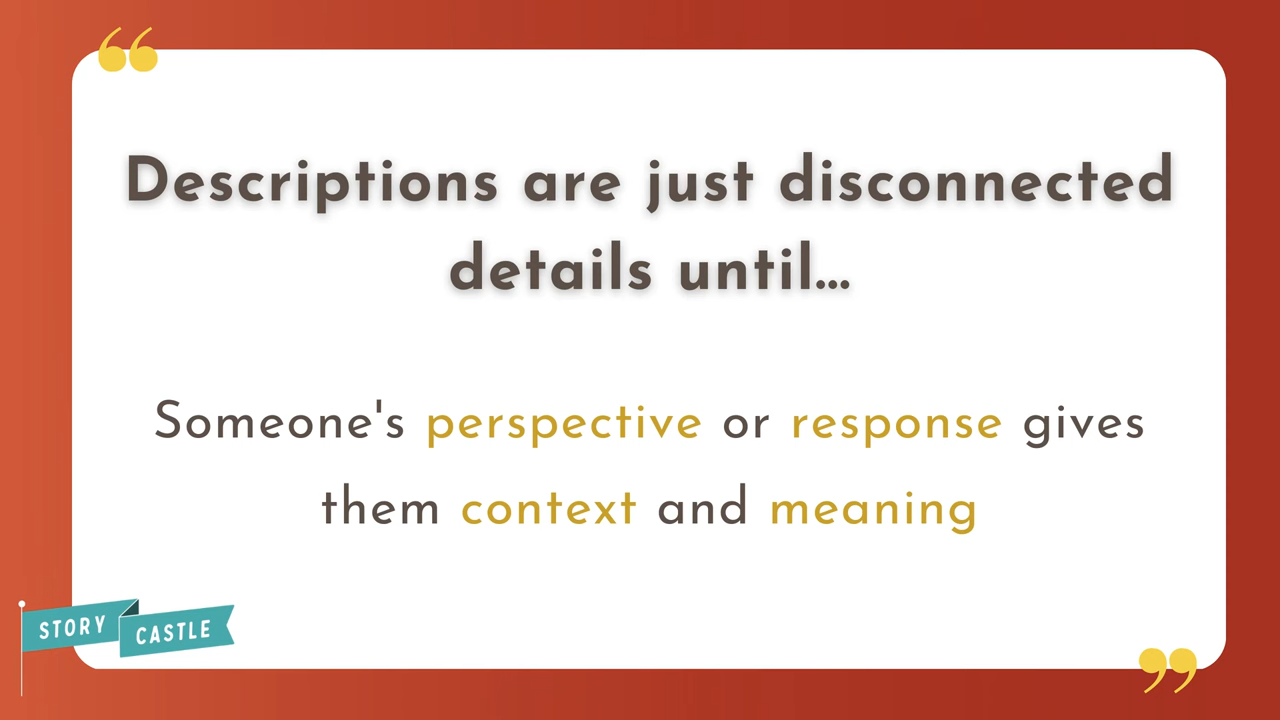 “
Descriptions are just disconnected
details until...
Someone's perspective or response gives
them context and meaning
STORY CASTLE
”